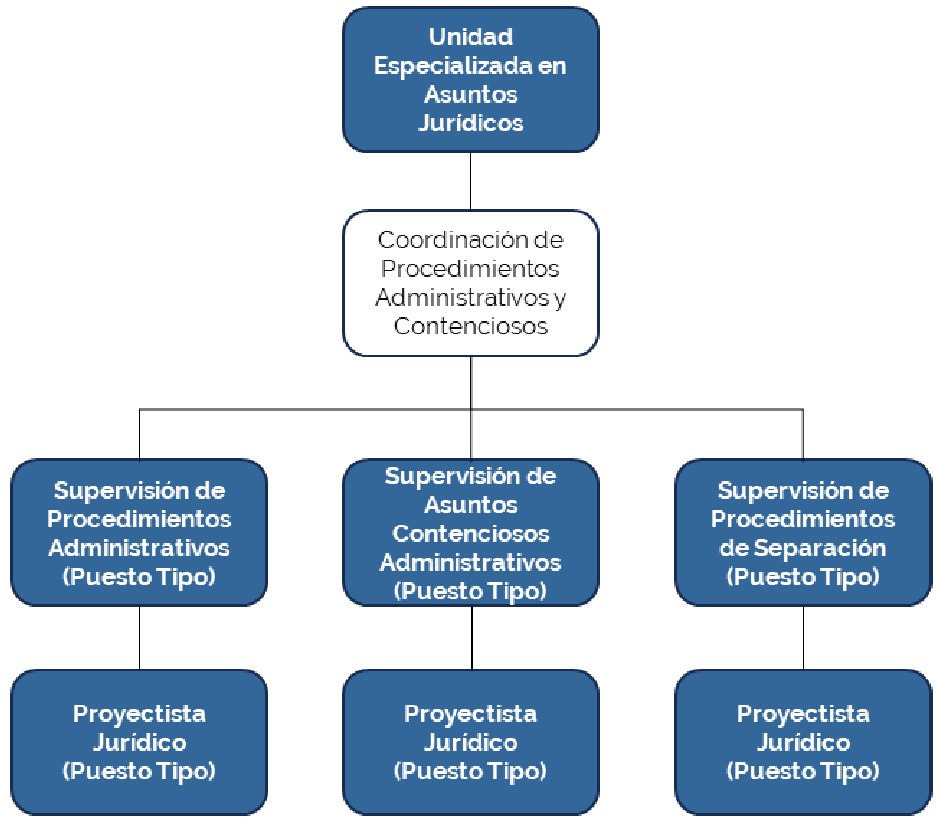 Unidad
Especializada en
Asuntos
Jurídicos
Coordinación de
Procedimientos
Administrativos y
Contenciosos
Supervisión de
Procedimientos
Administrativos
(Puesto Tipo)
Supervisión de
Asuntos
Contenciosos
Administrativos
(Puesto Tipo)
Supervisión de
Procedimientos
de Separación
(Puesto Tipo)
Proyectista
Jurídico
(Puesto Tipo)
Proyectista
Jurídico
(Puesto Tipo)
Proyectista
Jurídico
(Puesto Tipo)